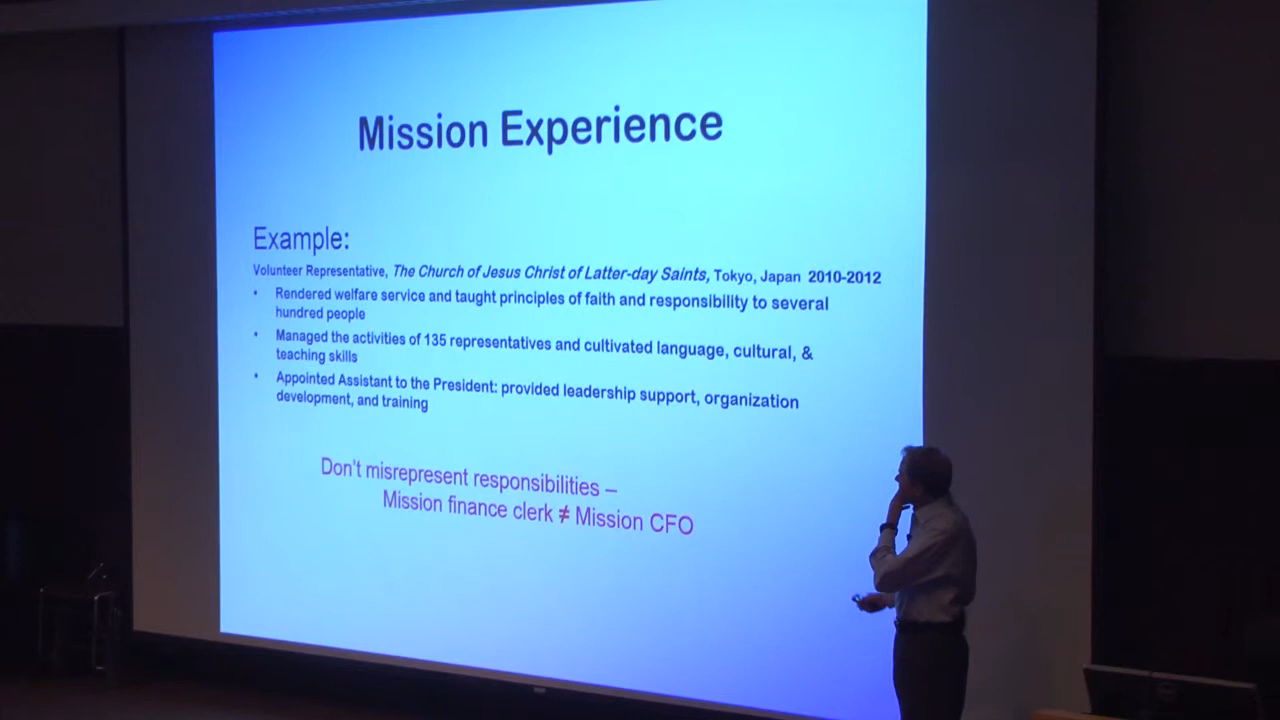 Mission Experience
Example:
Volunteer Representative, The Church of Jesus Christ of Latter-day Saints, Tokyo, Japan 2010-2012
• Rendered welfare service and taught principles of faith and responsibility to several
hundred people
• Managed the activities of 135 representatives and cultivated language, cultural, &
teaching skills
• Appointed Assistant to the President: provided leadership support, organization
development, and training
Don't misrepresent responsibilities –
Mission finance clerk ≠ Mission CFO